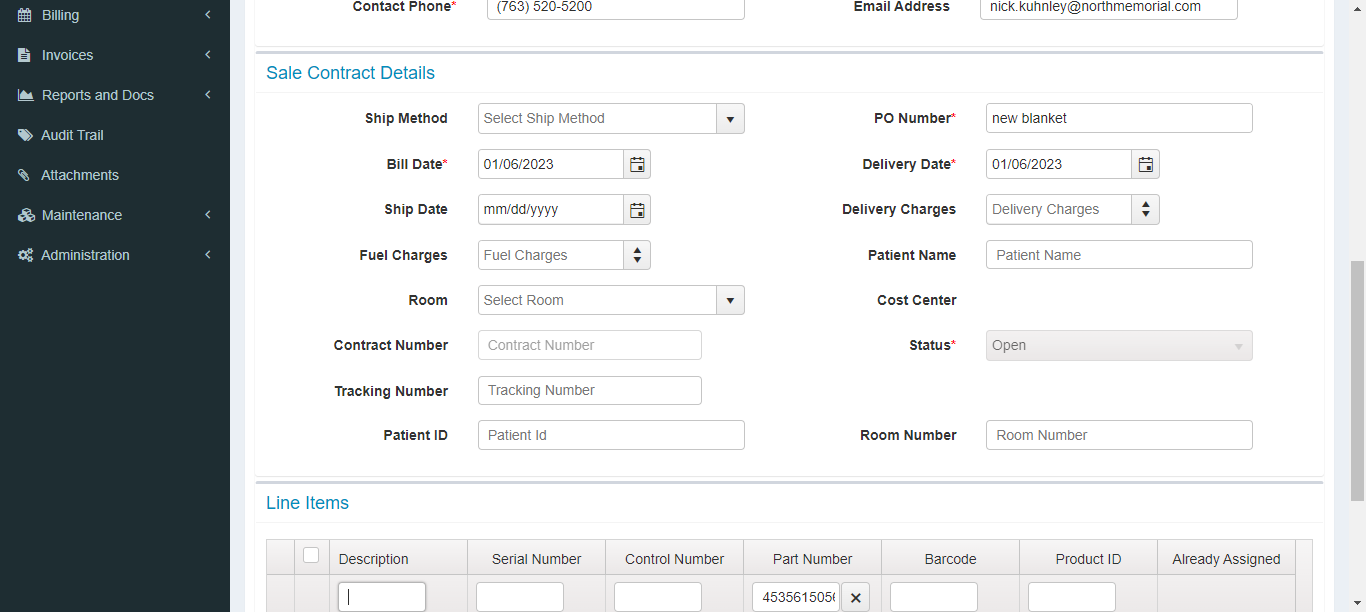 Billing
Invoices
Reports and Docs
Audit Trail
Attachments
Maintenance
Administration
Contact Phone* (763) 520-5200 Email Address nick.kuhnley@northmemorial.com
Sale Contract Details
Ship Method Select Ship Method PO Number* new blanket
Bill Date* 01/06/2023 Delivery Date* 01/06/2023
Ship Date mm/dd/yyyy Delivery Charges Delivery Charges
Fuel Charges Fuel Charges Patient Name Patient Name
Room Select Room Cost Center
Contract Number Contract Number Status* Open
Tracking Number Tracking Number
Patient ID Patient Id Room Number Room Number
Line Items
Description Serial Number Control Number Part Number Barcode Product ID Already Assigned